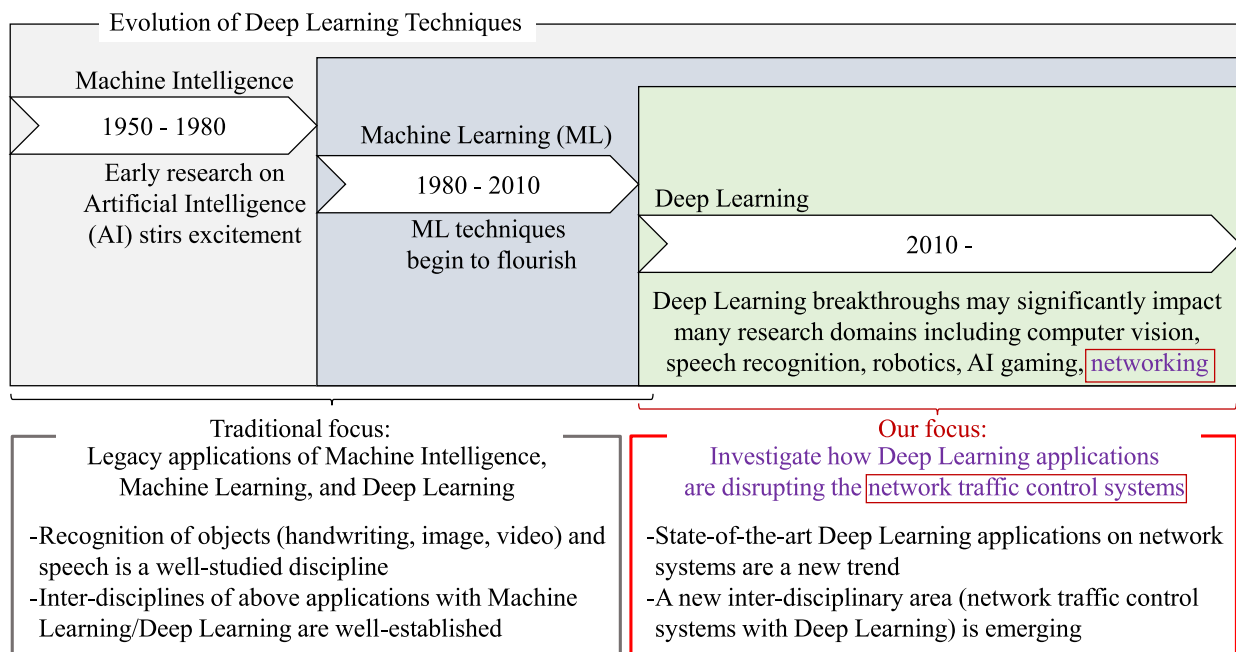 Evolution of Deep Learning Techniques
Machine Intelligence
1950 - 1980
Early research on
Artificial Intelligence
(AI) stirs excitement
Machine Learning (ML)
1980 - 2010
ML techniques
begin to flourish
Deep Learning
2010 -
Deep Learning breakthroughs may significantly impact
many research domains including computer vision,
speech recognition, robotics, AI gaming, networking
Traditional focus:
Legacy applications of Machine Intelligence,
Machine Learning, and Deep Learning
-Recognition of objects (handwriting, image, video) and
speech is a well-studied discipline
-Inter-disciplines of above applications with Machine
Learning/Deep Learning are well-established
Our focus:
Investigate how Deep Learning applications
are disrupting the network traffic control systems
-State-of-the-art Deep Learning applications on network
systems are a new trend
-A new inter-disciplinary area (network traffic control
systems with Deep Learning) is emerging